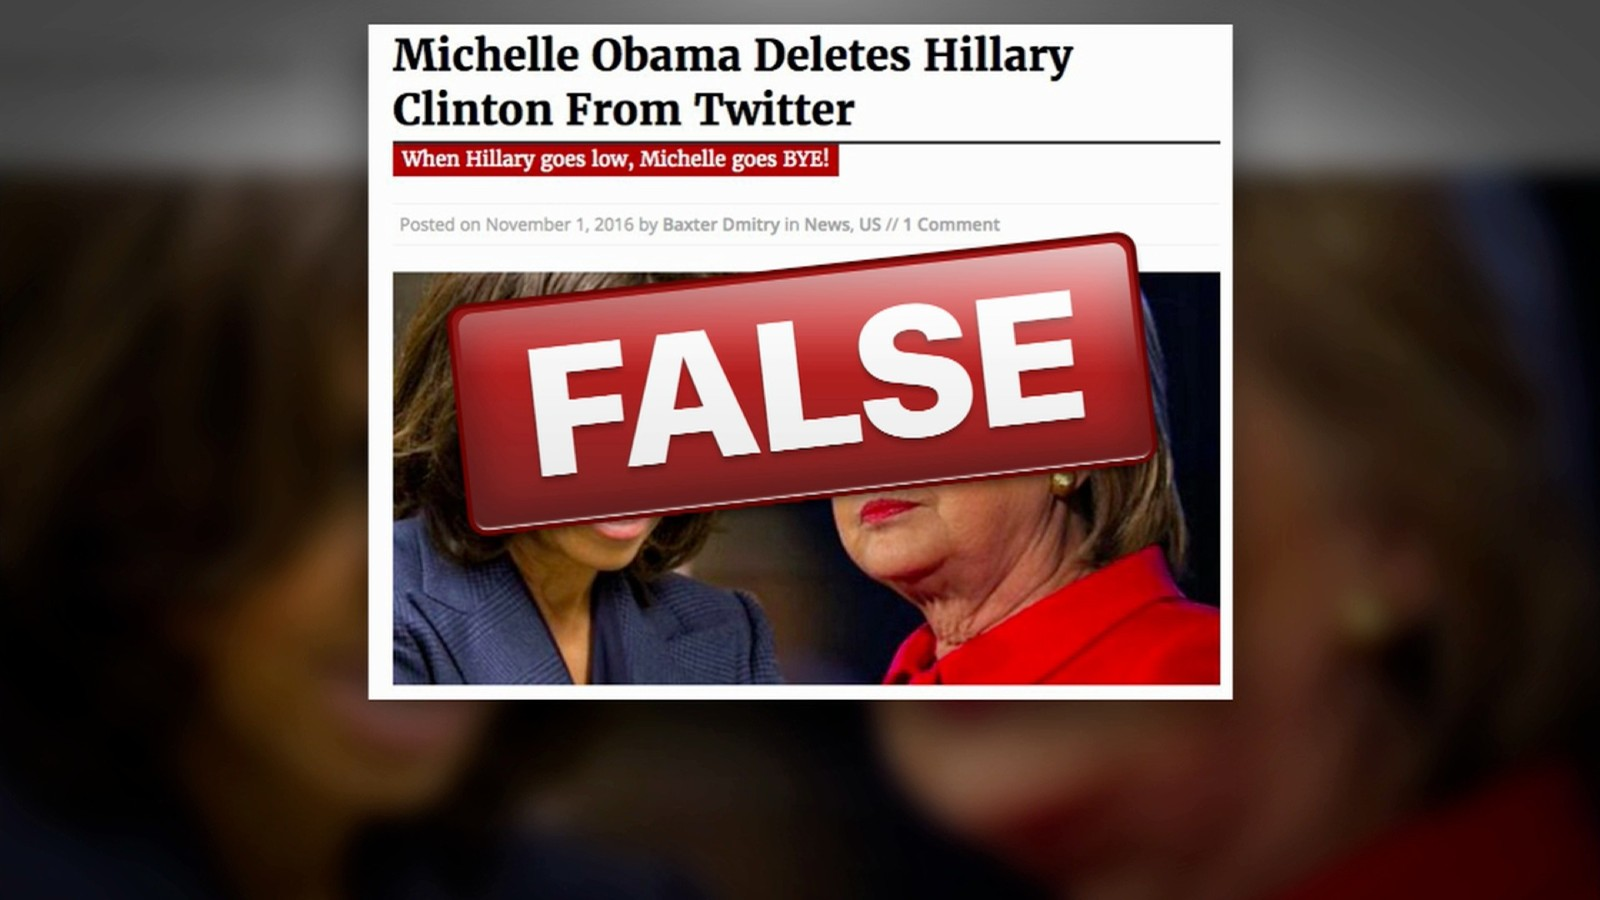 Michelle Obama Deletes Hillary
Clinton From Twitter
When Hillary goes low, Michelle goes BYE!
Posted on November 1, 2016 by Baxter Dmitry in News, US // 1 Comment
FALSE